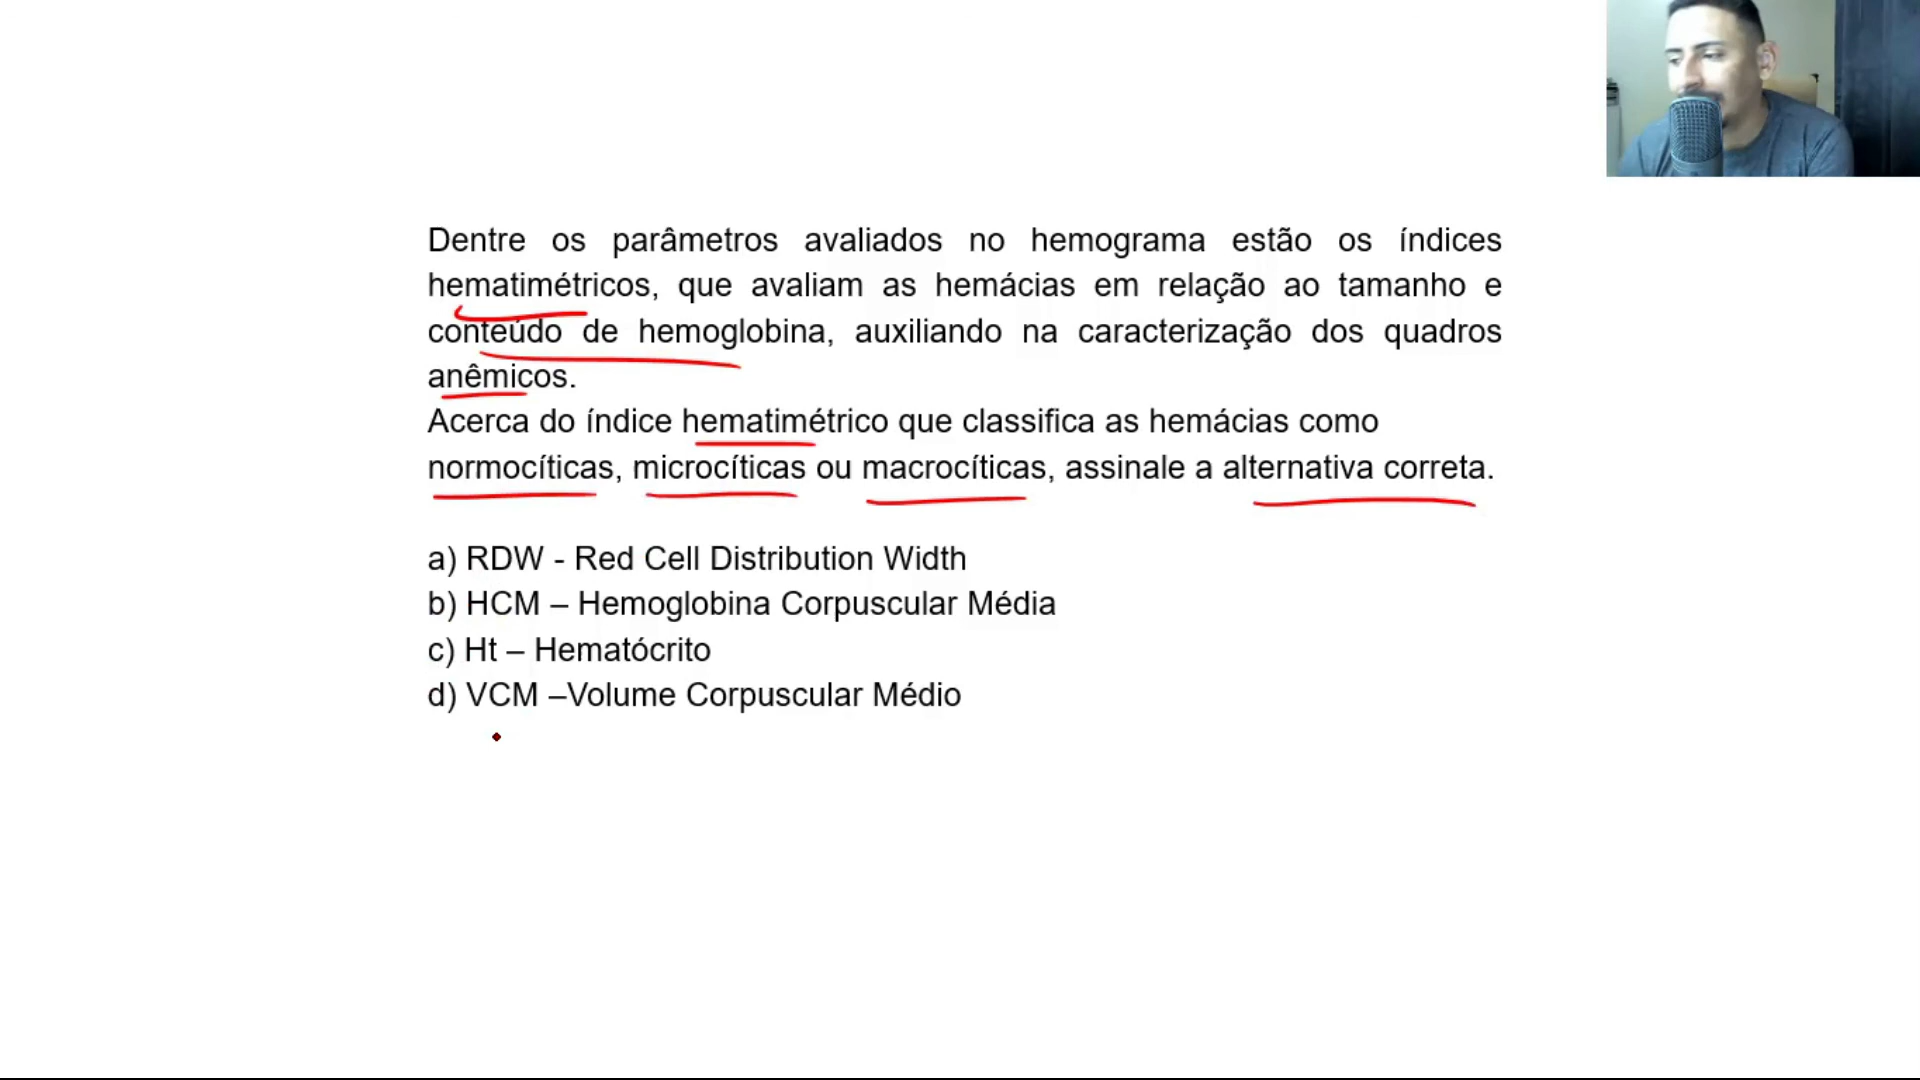 Dentre os parâmetros avaliados no hemograma estão os índices
hematimétricos, que avaliam as hemácias em relação ao tamanho e
conteúdo de hemoglobina, auxiliando na caracterização dos quadros
anêmicos.
Acerca do índice hematimétrico que classifica as hemácias como
normocíticas, microcíticas ou macrocíticas, assinale a alternativa correta.
a) RDW - Red Cell Distribution Width
b) HCM – Hemoglobina Corpuscular Média
c) Ht – Hematócrito
d) VCM –Volume Corpuscular Médio